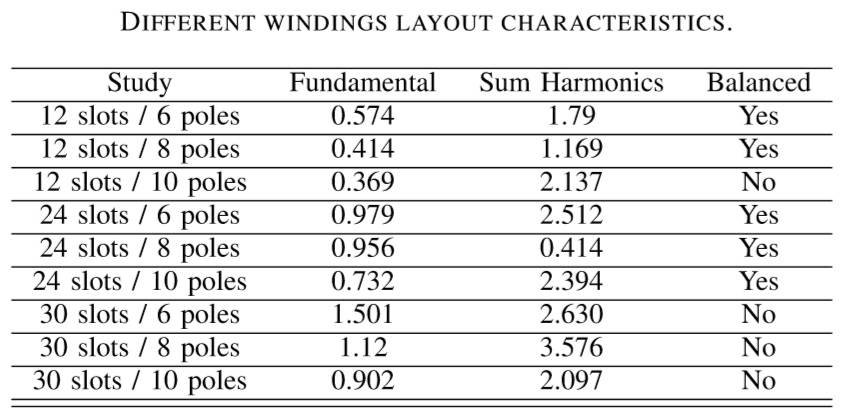 DIFFERENT WINDINGS LAYOUT CHARACTERISTICS.
Study Fundamental Sum Harmonics Balanced
12 slots / 6 poles 0.574 1.79 Yes
12 slots / 8 poles 0.414 1.169 Yes
12 slots / 10 poles 0.369 2.137 No
24 slots / 6 poles 0.979 2.512 Yes
24 slots / 8 poles 0.956 0.414 Yes
24 slots / 10 poles 0.732 2.394 Yes
30 slots / 6 poles 1.501 2.630 No
30 slots / 8 poles 1.12 3.576 No
30 slots / 10 poles 0.902 2.097 No